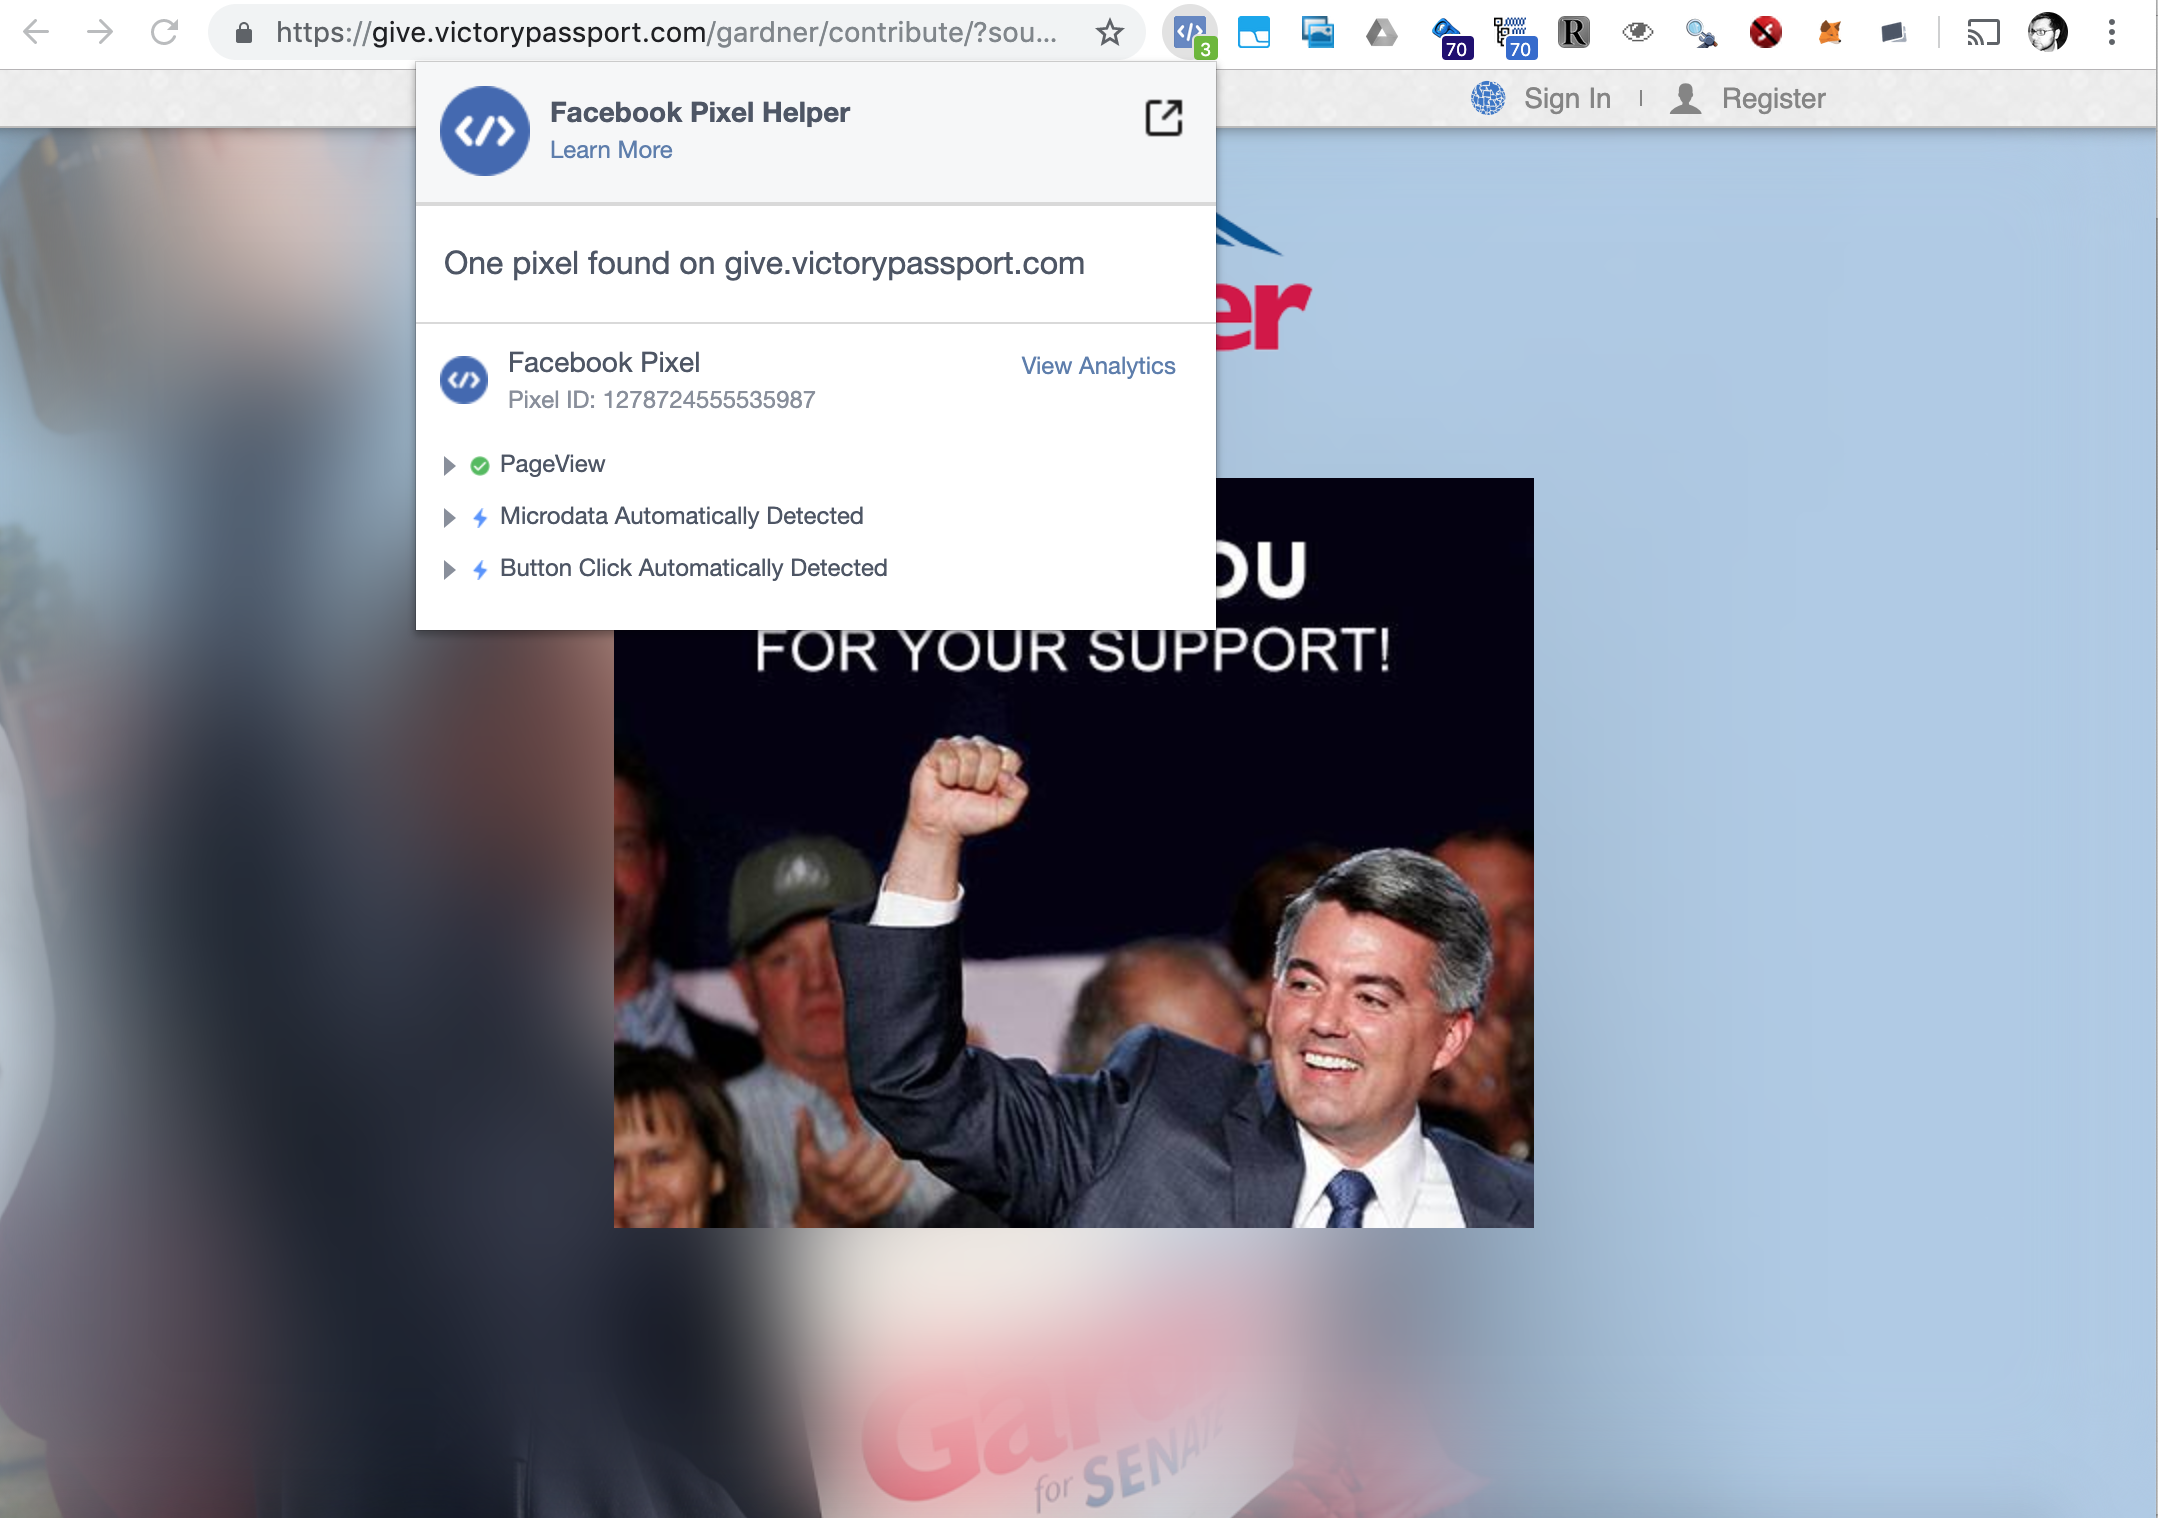 https://give.victorypassport.com/gardner/contribute/?sou...
3
70
70
R
Sign In
Register
Facebook Pixel Helper
Learn More
One pixel found on give.victorypassport.com
Facebook Pixel
View Analytics
Pixel ID: 1278724555535987
PageView
Microdata Automatically Detected
Button Click Automatically Detected
er
OU
FOR YOUR SUPPORT!
Gard
for SENATE